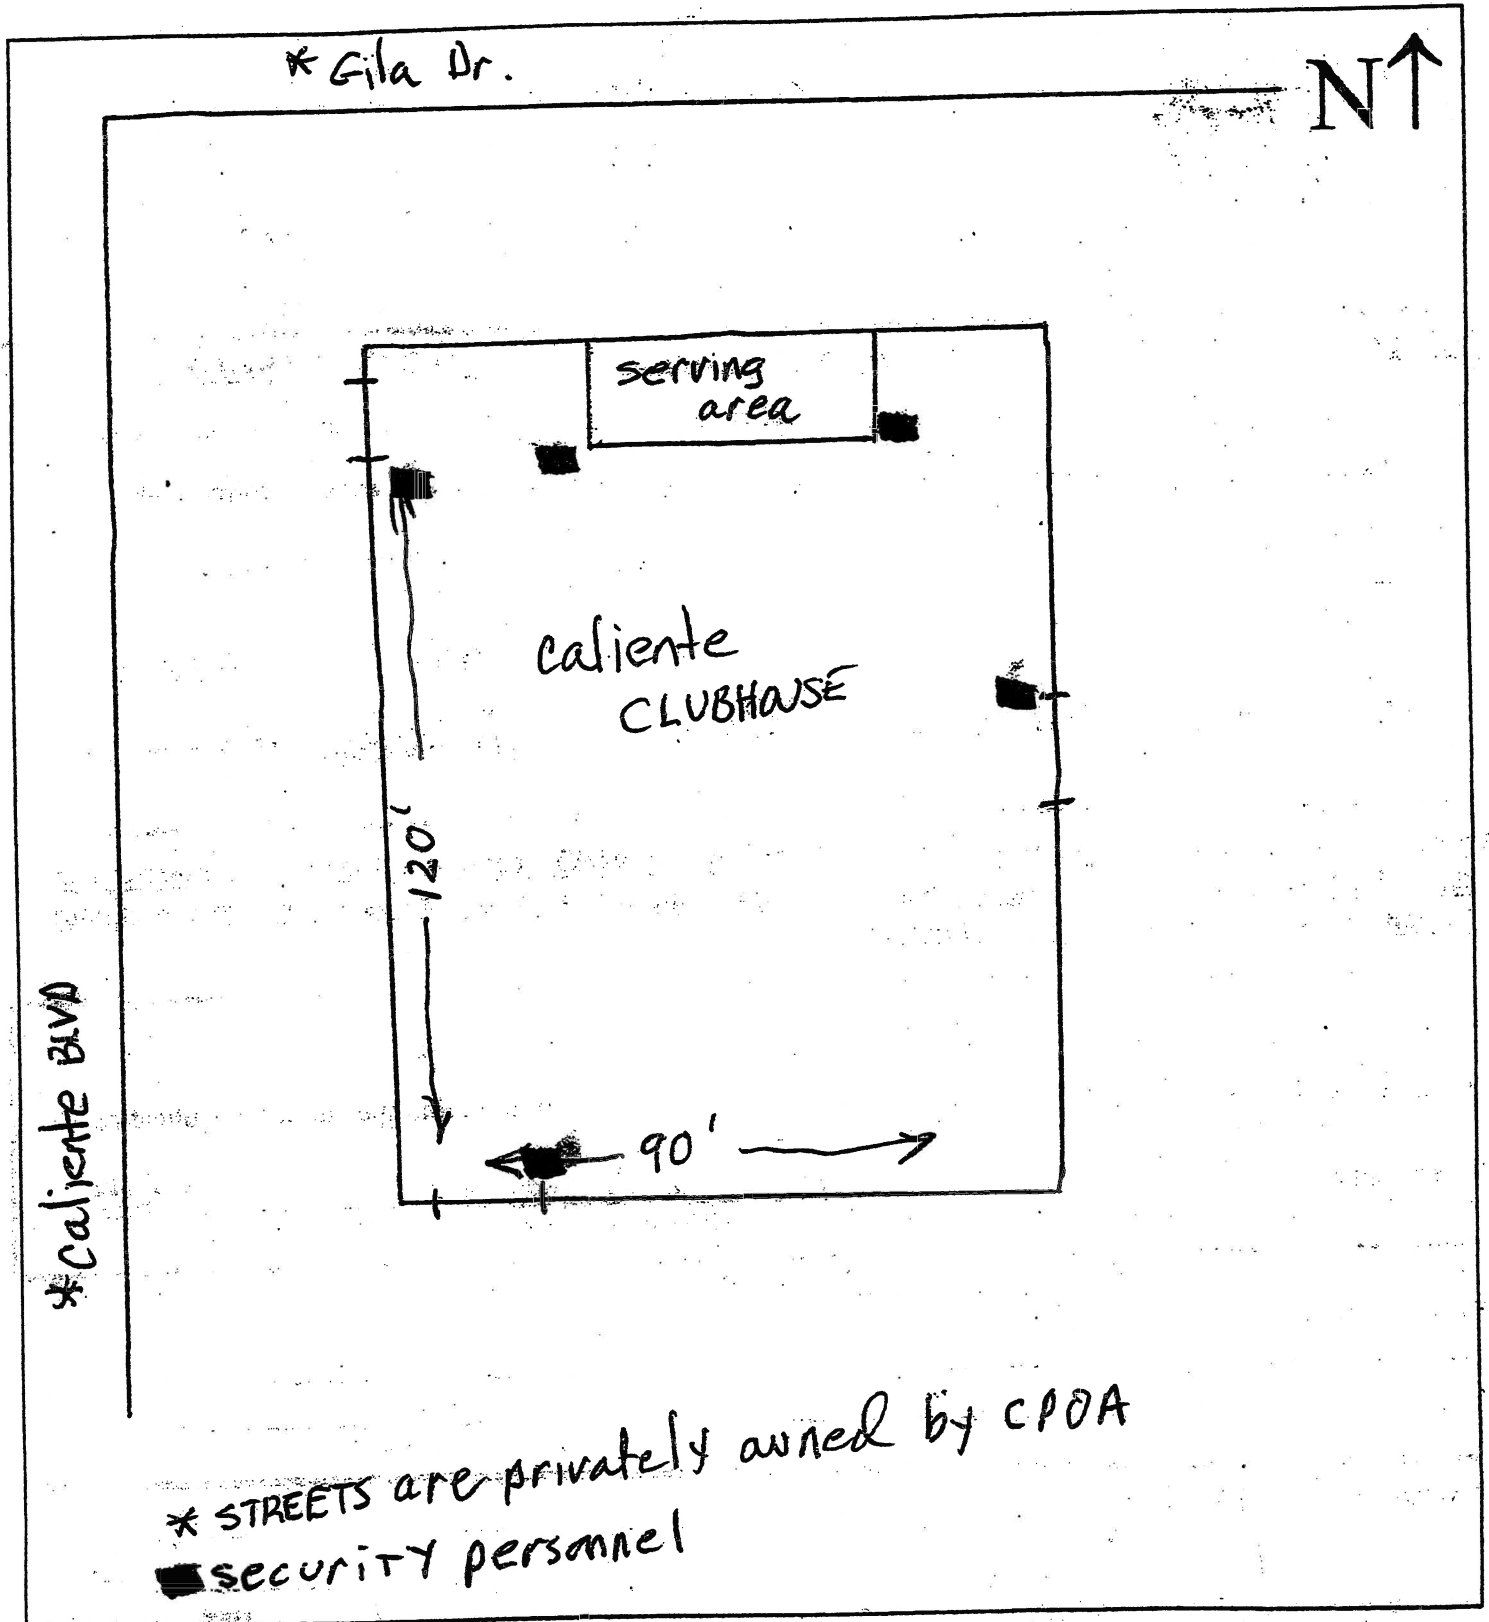 * Gila Dr.
N
serving
area
caliente
CLUBHOUSE
120'
90'
*Caliente BLVD
* STREETS are privately owned by CPOA
security personnel